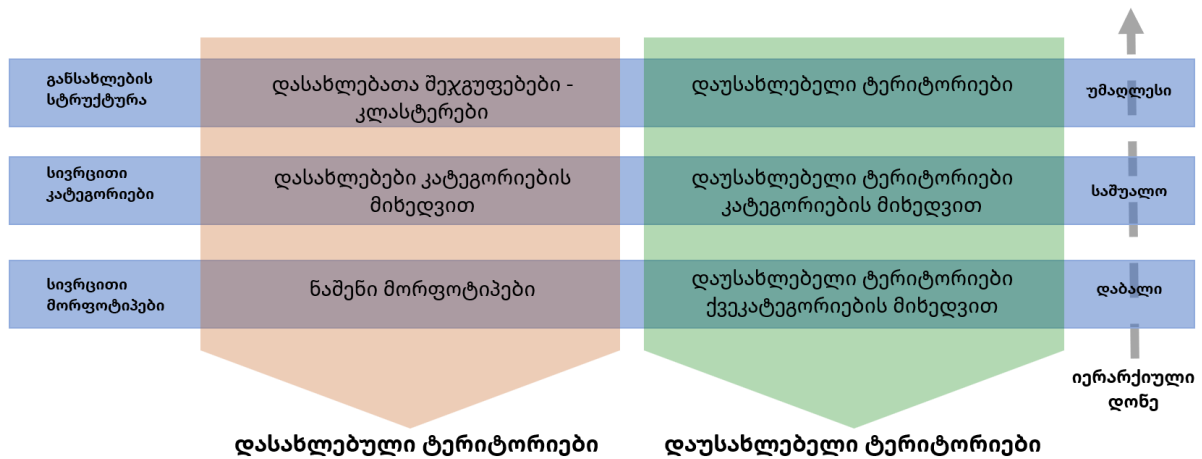 განსახლების
სტრუქტურა
დასახლებათა შეჯგუფებები -
კლასტერები
დაუსახლებელი ტერიტორიები
უმაღლესი
სივრცითი
კატეგორიები
დასახლებები კატეგორიების
მიხედვით
დაუსახლებელი ტერიტორიები
კატეგორიების მიხედვით
საშუალო
სივრცითი
მორფოტიპები
ნაშენი მორფოტიპები
დაუსახლებელი ტერიტორიები
ქვეკატეგორიების მიხედვით
დაბალი
იერარქიული
დონე
დასახლებული ტერიტორიები
დაუსახლებელი ტერიტორიები